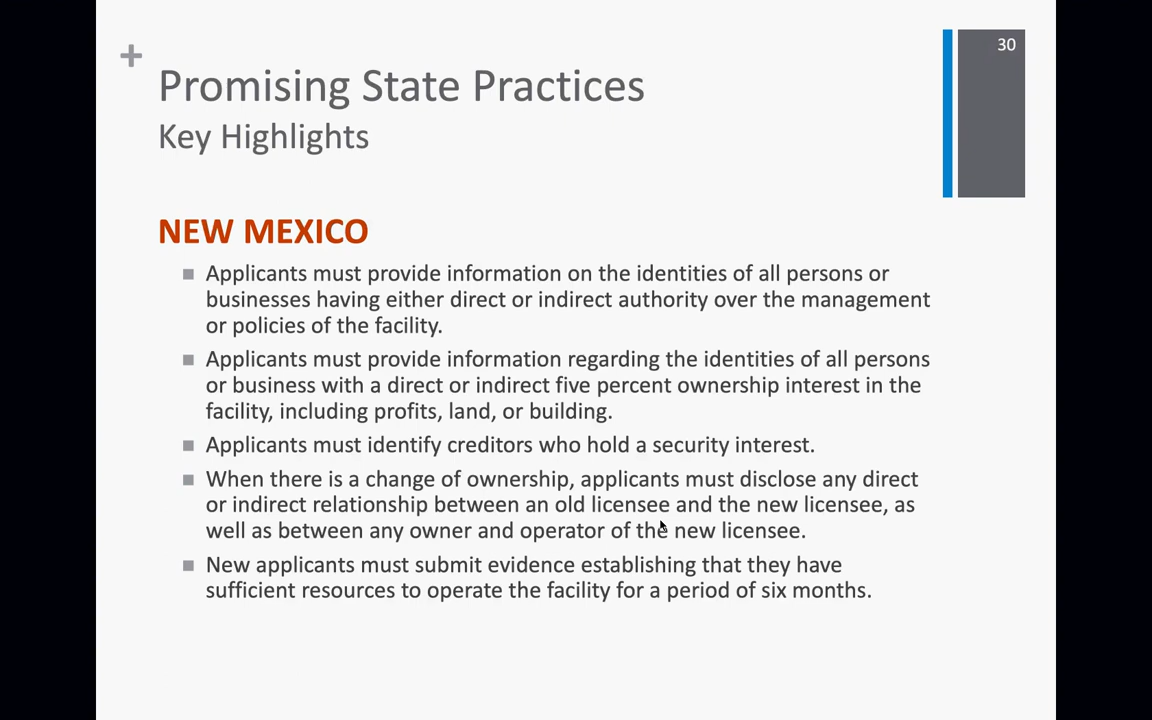 30
+
Promising State Practices
Key Highlights
NEW MEXICO
Applicants must provide information on the identities of all persons or
businesses having either direct or indirect authority over the management
or policies of the facility.
Applicants must provide information regarding the identities of all persons
or business with a direct or indirect five percent ownership interest in the
facility, including profits, land, or building.
Applicants must identify creditors who hold a security interest.
When there is a change of ownership, applicants must disclose any direct
or indirect relationship between an old licensee and the new licensee, as
well as between any owner and operator of the new licensee.
New applicants must submit evidence establishing that they have
sufficient resources to operate the facility for a period of six months.